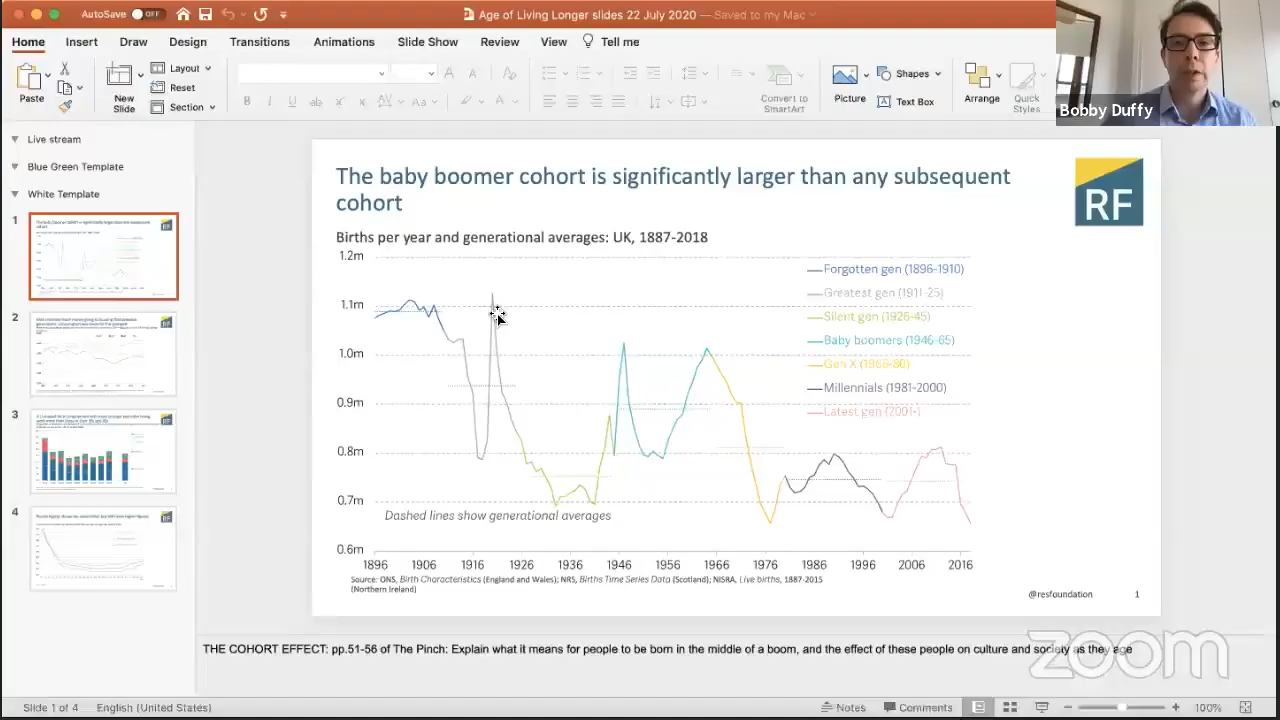 AutoSave OFF
Age of Living Longer slides 22 July 2020 — Saved to my Mac
Home Insert Draw Design Transitions Animations Slide Show Review View Tell me
Paste
New Slide
Layout
Reset
Section
Convert to SmartArt
Picture
Shapes
Text Box
Arrange
Quick Styles
Bobby Duffy
Live stream
Blue Green Template
White Template
1
2
3
4
The baby boomer cohort is significantly larger than any subsequent
cohort
RF
Births per year and generational averages: UK, 1887-2018
1.2m
1.1m
1.0m
0.9m
0.8m
0.7m
0.6m
Forgotten gen (1896-1910)
Greatest gen (1911-25)
Silent gen (1926-45)
Baby boomers (1946-65)
Gen X (1966-80)
Millennials (1981-2000)
Dashed lines show generational averages
1896 1906 1916 1926 1936 1946 1956 1966 1976 1986 1996 2006 2016
Source: ONS, Birth Characteristics (England and Wales); NRS, Births Time Series Data (Scotland); NISRA, Live births, 1887-2015
(Northern Ireland)
@resfoundation 1
THE COHORT EFFECT: pp.51-56 of The Pinch: Explain what it means for people to be born in the middle of a boom, and the effect of these people on culture and society as they age
zoom
Slide 1 of 4 English (United States) Notes Comments 100%